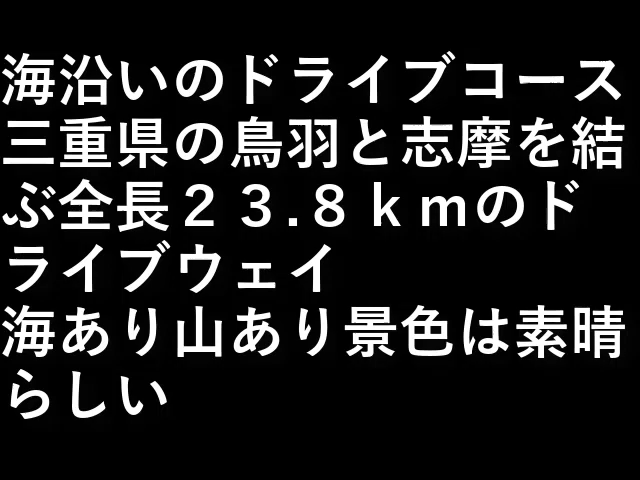 海沿いのドライブコース
三重県の鳥羽と志摩を結
ぶ全長２３.８ｋｍのド
ライブウェイ
海あり山あり景色は素晴
らしい